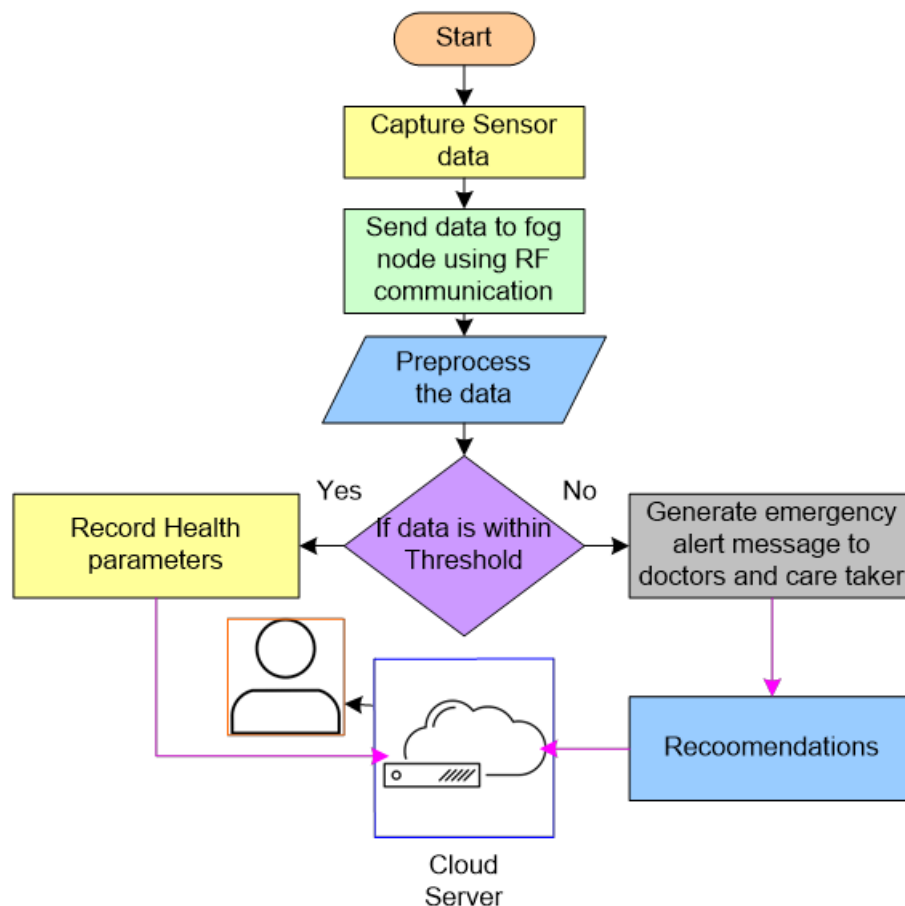 Start
Capture Sensor
data
Send data to fog
node using RF
communication
Preprocess
the data
Yes
No
If data is within
Threshold
Record Health
parameters
Generate emergency
alert message to
doctors and care taker
Recoomendations
Cloud
Server